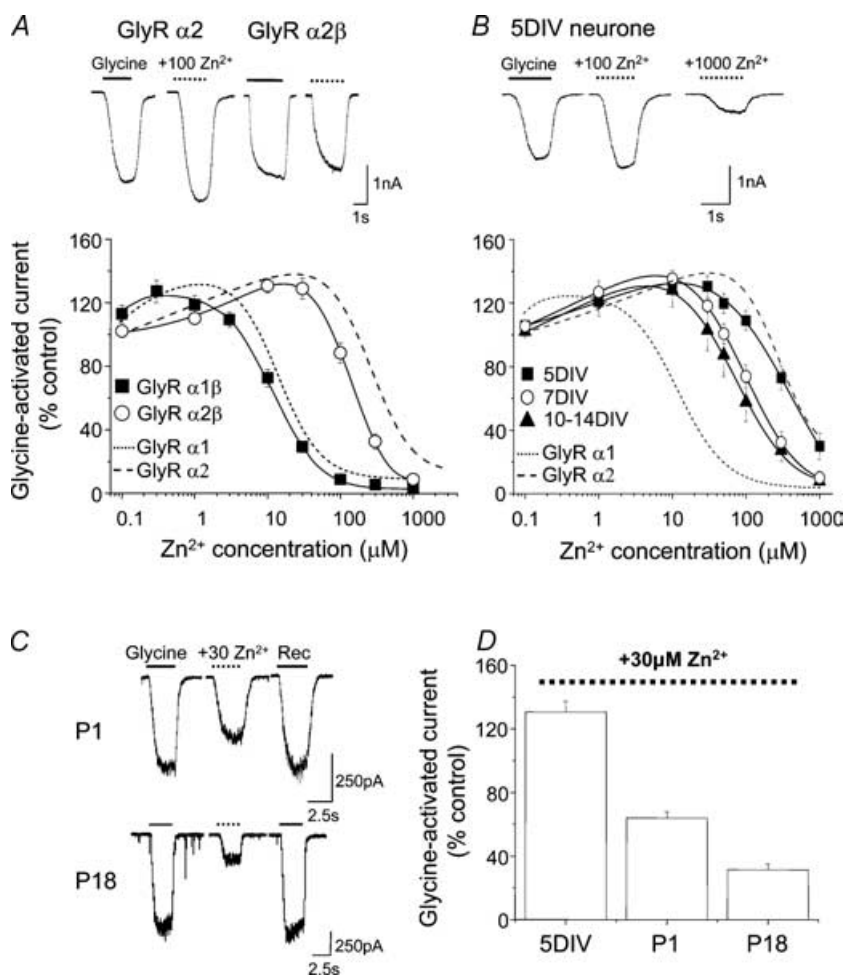 A
GlyR α2
GlyR α2β
Glycine
+100 Zn²⁺
1nA
1s
Glycine-activated current
(% control)
160
120
80
40
0
GlyR α1β
GlyR α2β
GlyR α1
GlyR α2
0.1
1
10
100
1000
Zn²⁺ concentration (μM)
B
5DIV neurone
Glycine
+100 Zn²⁺
+1000 Zn²⁺
1nA
1s
160
120
80
40
0
5DIV
7DIV
10-14DIV
GlyR α1
GlyR α2
0.1
1
10
100
1000
Zn²⁺ concentration (μM)
C
Glycine
+30 Zn²⁺
Rec
P1
250pA
2.5s
P18
250pA
2.5s
D
+30μM Zn²⁺
Glycine-activated current
(% control)
160
120
80
40
0
5DIV
P1
P18